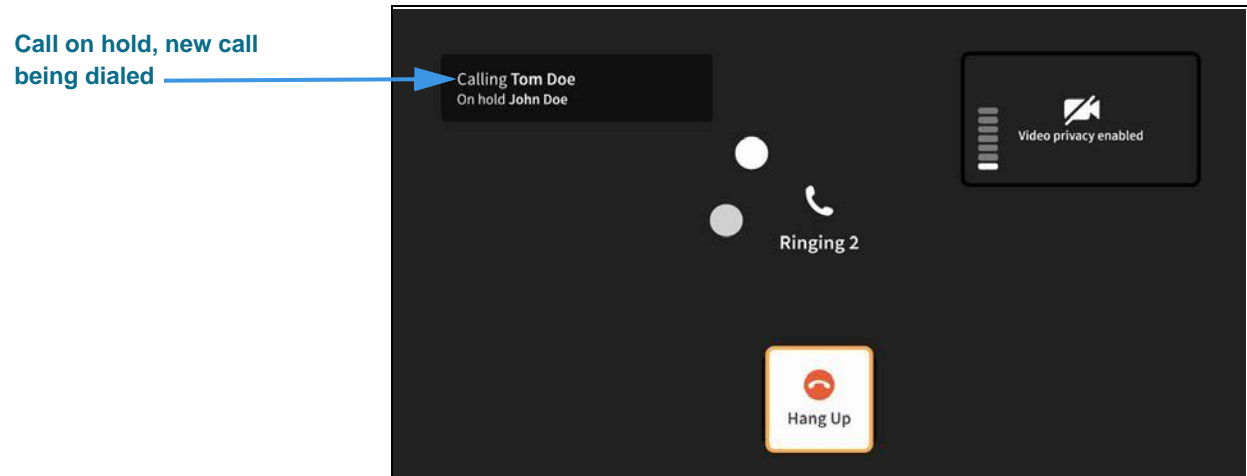 Call on hold, new call
being dialed
Calling Tom Doe
On hold John Doe
Video privacy enabled
Ringing 2
Hang Up